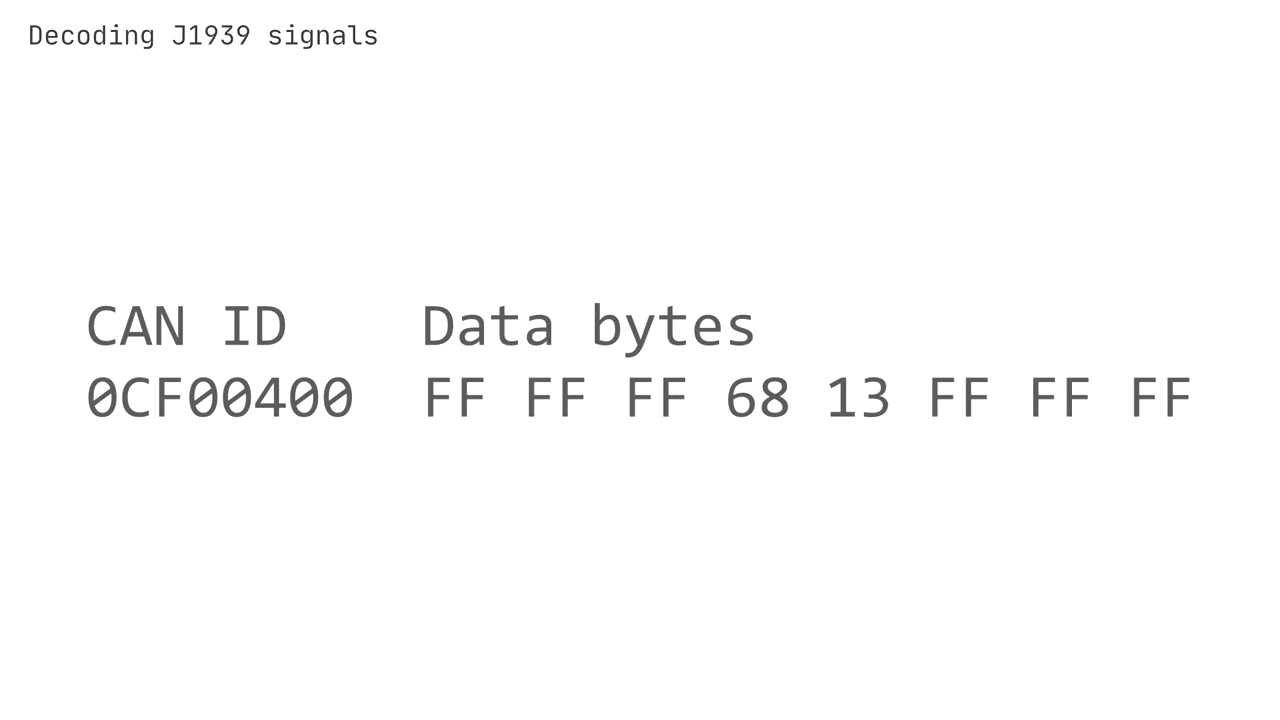 Decoding J1939 signals
CAN ID    Data bytes
0CF00400  FF FF FF 68 13 FF FF FF